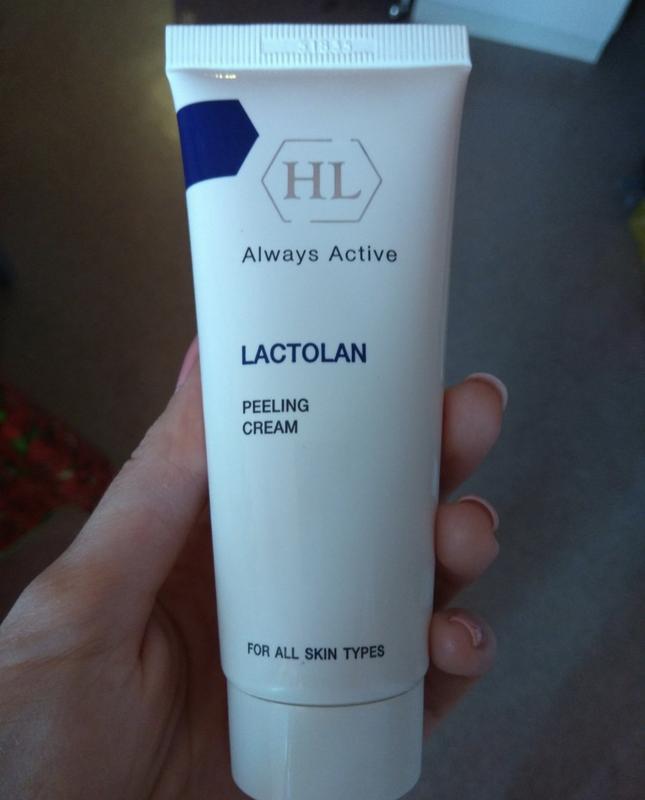 HL
Always Active
LACTOLAN
PEELING
CREAM
FOR ALL SKIN TYPES